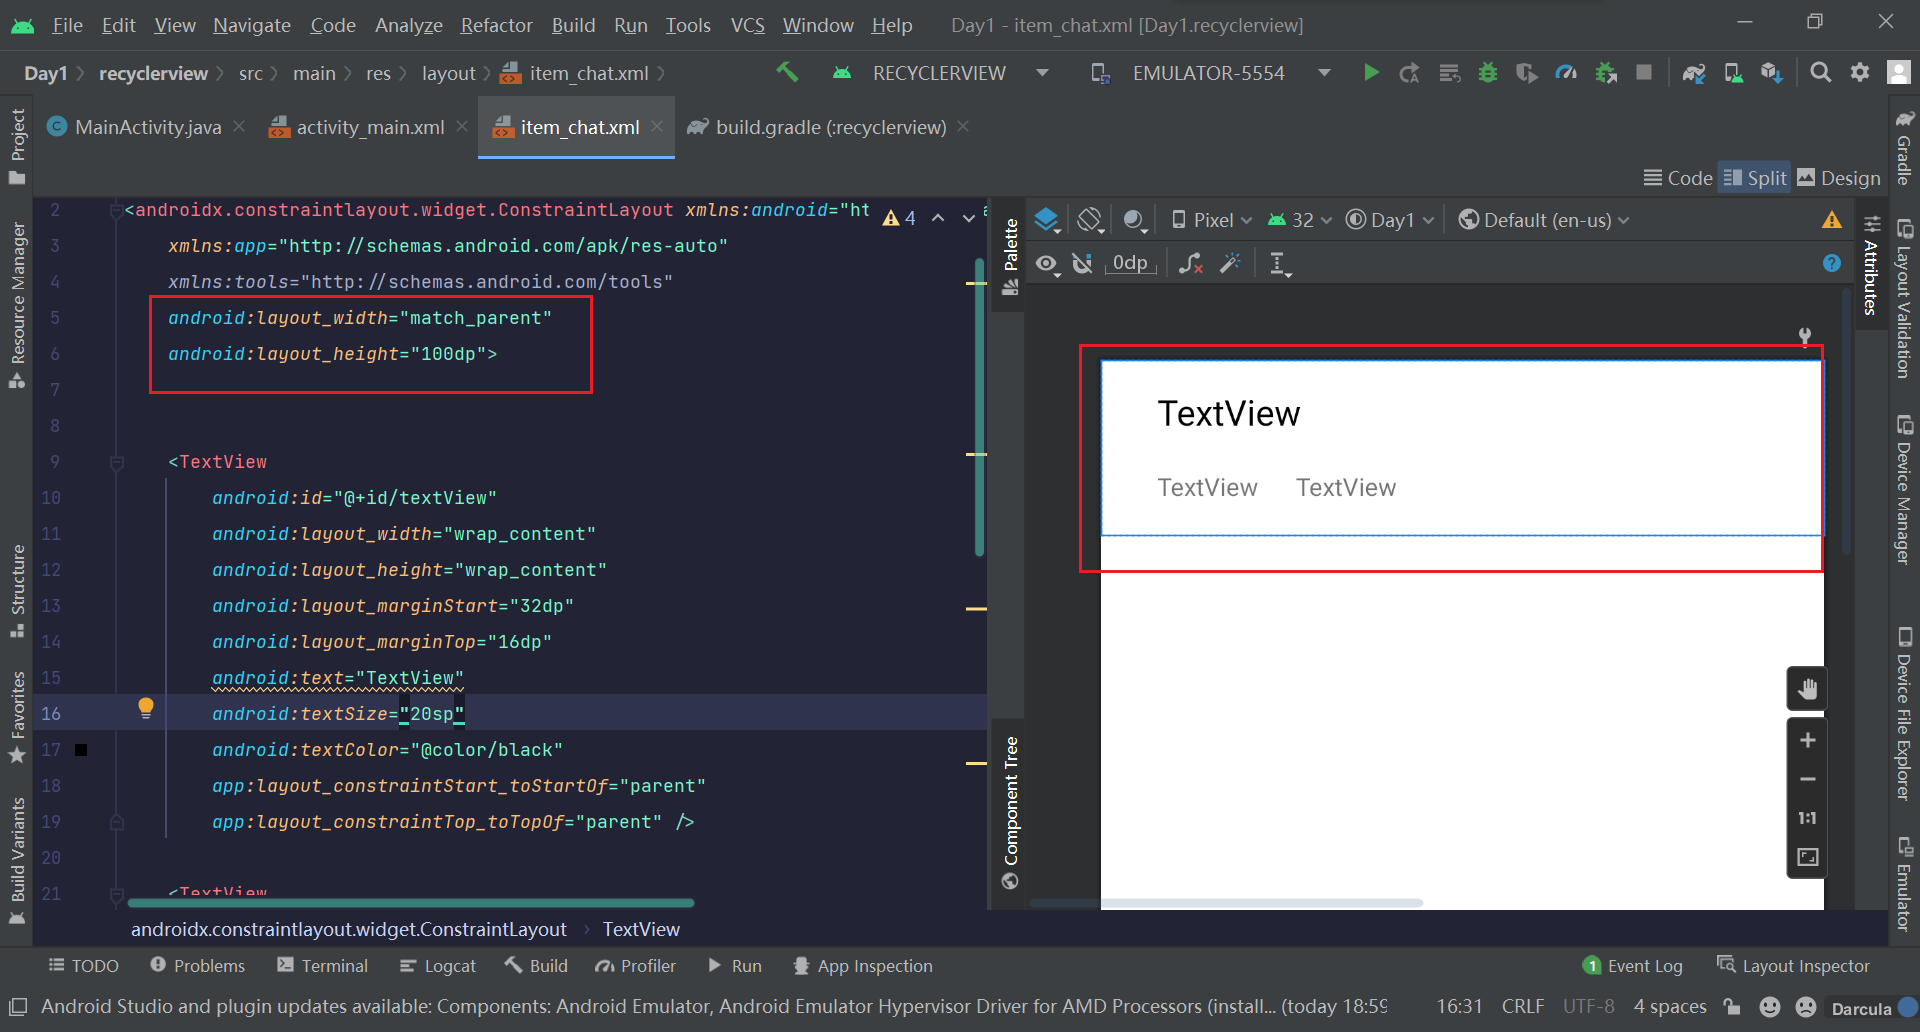 File Edit View Navigate Code Analyze Refactor Build Run Tools VCS Window Help Day1 - item_chat.xml [Day1.recyclerview]
Day1 recyclerview src main res layout item_chat.xml RECYCLERVIEW EMULATOR-5554
MainActivity.java activity_main.xml item_chat.xml build.gradle (:recyclerview)
Code Split Design
Project
Resource Manager
Structure
Favorites
Build Variants
2 <androidx.constraintlayout.widget.ConstraintLayout xmlns:android="ht 4
3 xmlns:app="http://schemas.android.com/apk/res-auto"
4 xmlns:tools="http://schemas.android.com/tools"
5 android:layout_width="match_parent"
6 android:layout_height="100dp">
7
8
9 <TextView
10 android:id="@+id/textView"
11 android:layout_width="wrap_content"
12 android:layout_height="wrap_content"
13 android:layout_marginStart="32dp"
14 android:layout_marginTop="16dp"
15 android:text="TextView"
16 android:textSize="20sp"
17 android:textColor="@color/black"
18 app:layout_constraintStart_toStartOf="parent"
19 app:layout_constraintTop_toTopOf="parent" />
20
21 <TextView
androidx.constraintlayout.widget.ConstraintLayout TextView
Palette
Component Tree
Pixel 32 Day1 Default (en-us)
0dp
TextView
TextView TextView
1:1
Attributes
Gradle
Layout Validation
Device Manager
Device File Explorer
Emulator
TODO Problems Terminal Logcat Build Profiler Run App Inspection 1 Event Log Layout Inspector
Android Studio and plugin updates available: Components: Android Emulator, Android Emulator Hypervisor Driver for AMD Processors (install... (today 18:59 16:31 CRLF UTF-8 4 spaces Darcula